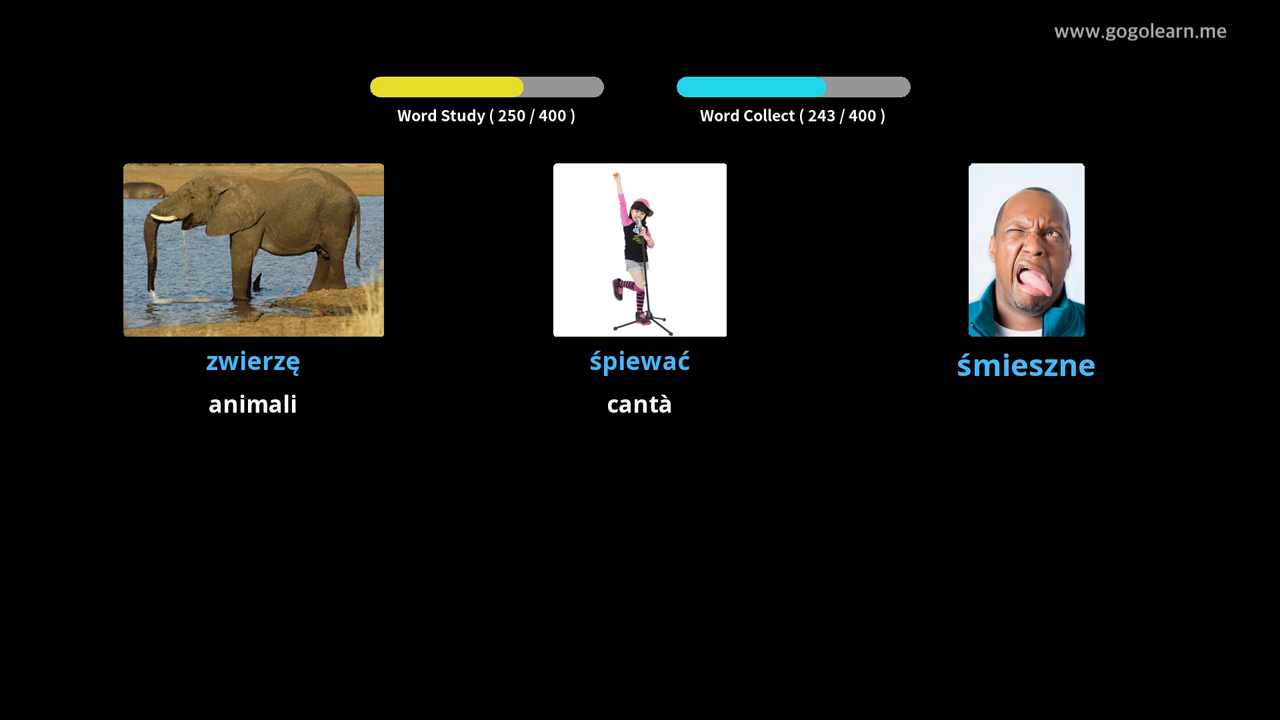 www.gogolearn.me
Word Study ( 250 / 400 )
Word Collect ( 243 / 400 )
zwierzę
śpiewać
śmieszne
animali
cantà